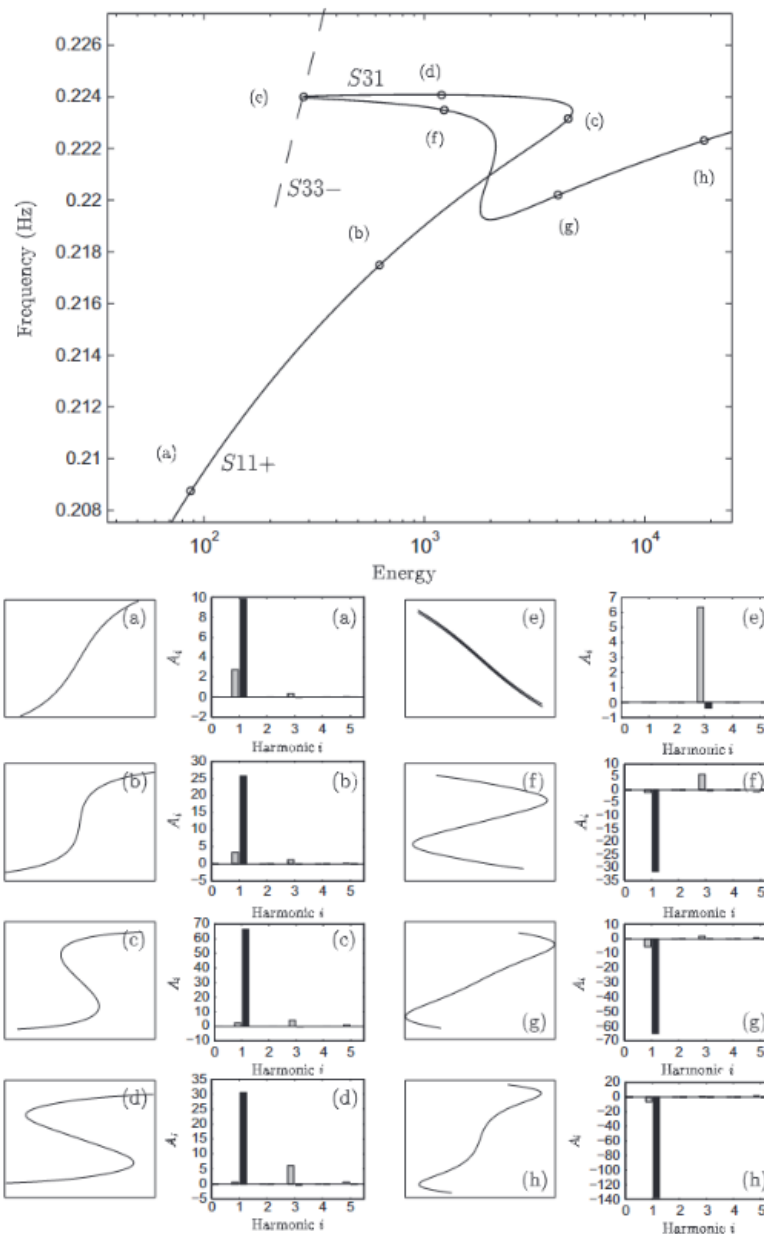 0.226
0.224
0.222
0.22
0.218
0.216
0.214
0.212
0.21
0.208
Frequency (Hz)
S31
(d)
(e)
(f)
(c)
(h)
S33−
(g)
(b)
(a)
S11+
10²
10³
10⁴
Energy
(a)
10
8
6
4
2
0
−2
A_i
(a)
0 1 2 3 4 5
Harmonic i
(e)
7
6
5
4
3
2
1
0
−1
A_i
(e)
0 1 2 3 4 5
Harmonic i
(b)
30
25
20
15
10
5
0
−5
A_i
(b)
0 1 2 3 4 5
Harmonic i
(f)
10
5
0
−5
−10
−15
−20
−25
−30
−35
A_i
(f)
0 1 2 3 4 5
Harmonic i
(c)
70
60
50
40
30
20
10
0
−10
A_i
(c)
0 1 2 3 4 5
Harmonic i
(g)
10
0
−10
−20
−30
−40
−50
−60
−70
A_i
(g)
0 1 2 3 4 5
Harmonic i
(d)
35
30
25
20
15
10
5
0
−5
A_i
(d)
0 1 2 3 4 5
Harmonic i
(h)
20
0
−20
−40
−60
−80
−100
−120
−140
A_i
(h)
0 1 2 3 4 5
Harmonic i